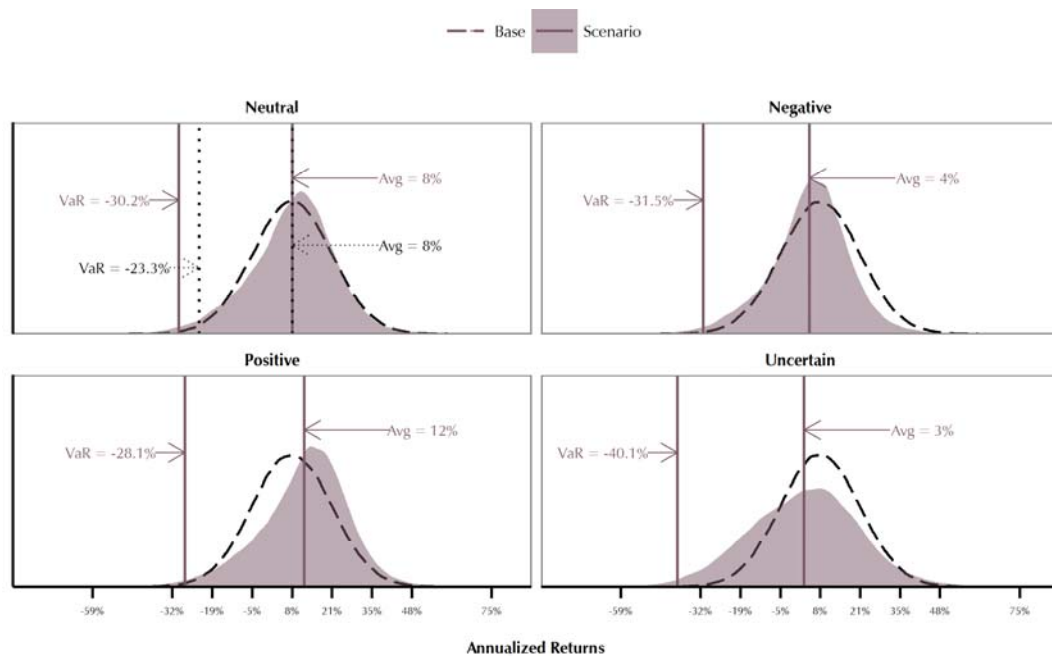 Base Scenario
Neutral
Avg = 8%
VaR = -30.2%
Avg = 8%
VaR = -23.3%
Negative
Avg = 4%
VaR = -31.5%
Positive
Avg = 12%
VaR = -28.1%
Uncertain
Avg = 3%
VaR = -40.1%
-59% -32% -19% -5% 8% 21% 35% 48% 75%
-59% -32% -19% -5% 8% 21% 35% 48% 75%
Annualized Returns